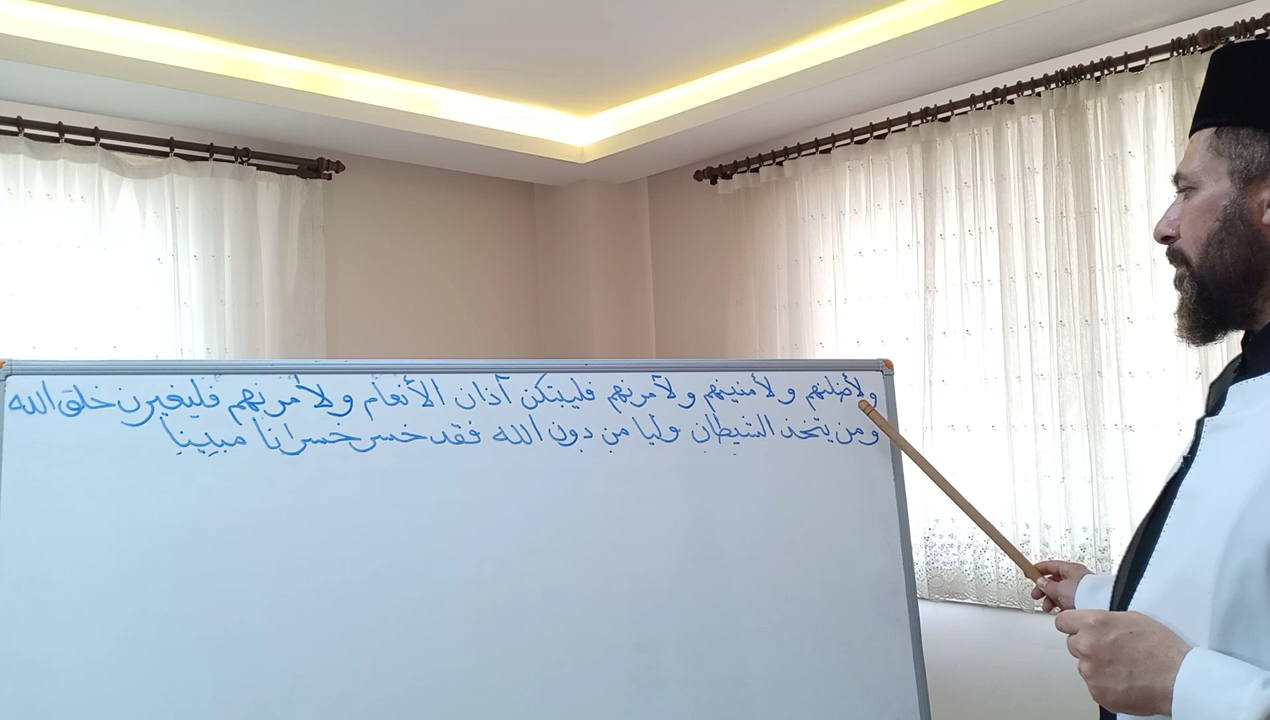 ولأضلنهم ولأمنينهم ولآمرنهم فليبتكن آذان الأنعام ولآمرنهم فليغيرن خلق الله
ومن يتخذ الشيطان وليا من دون الله فقد خسر خسرانا مبينا